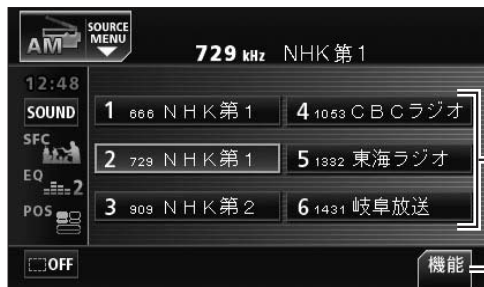 AM SOURCE MENU
729 kHz NHK第1
12:48
SOUND
1 666 NHK第1
4 1053 CBCラジオ
SFC
2 729 NHK第1
5 1332 東海ラジオ
EQ 2
3 909 NHK第2
6 1431 岐阜放送
POS
OFF
機能